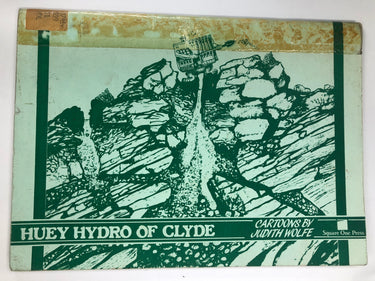 HUEY HYDRO OF CLYDE
CARTOONS BY
JUDITH WOLFE
Square One Press